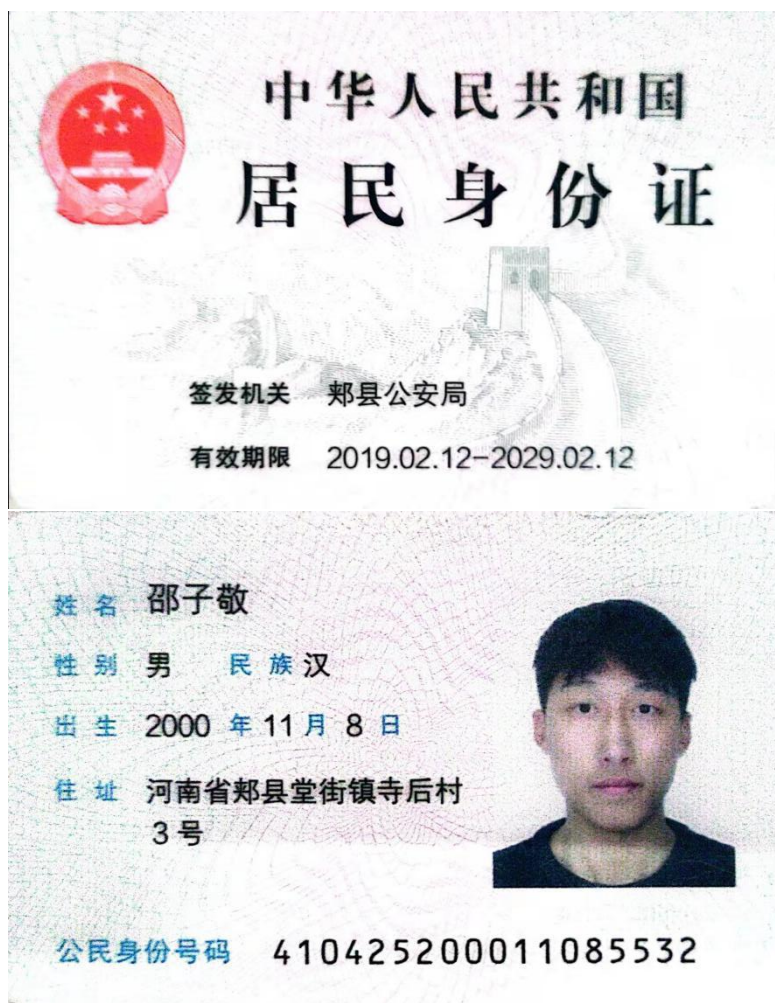 中华人民共和国
居民身份证
签发机关 郏县公安局
有效期限 2019.02.12-2029.02.12
姓名 邵子敬
性别 男 民族 汉
出生 2000 年 11 月 8 日
住址 河南省郏县堂街镇寺后村
3号
公民身份号码 410425200011085532